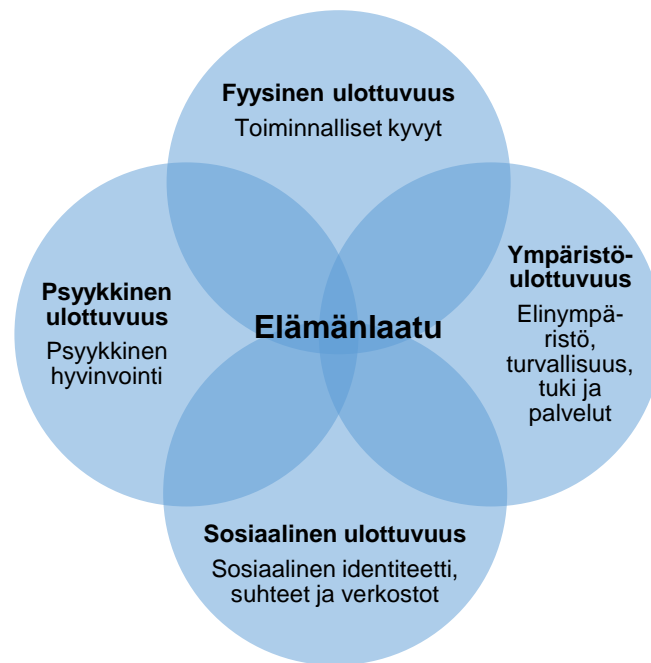 Fyysinen ulottuvuus
Toiminnalliset kyvyt
Psyykkinen
ulottuvuus
Psyykkinen
hyvinvointi
Elämänlaatu
Ympäristö-
ulottuvuus
Elinympä-
ristö,
turvallisuus,
tuki ja
palvelut
Sosiaalinen ulottuvuus
Sosiaalinen identiteetti,
suhteet ja verkostot